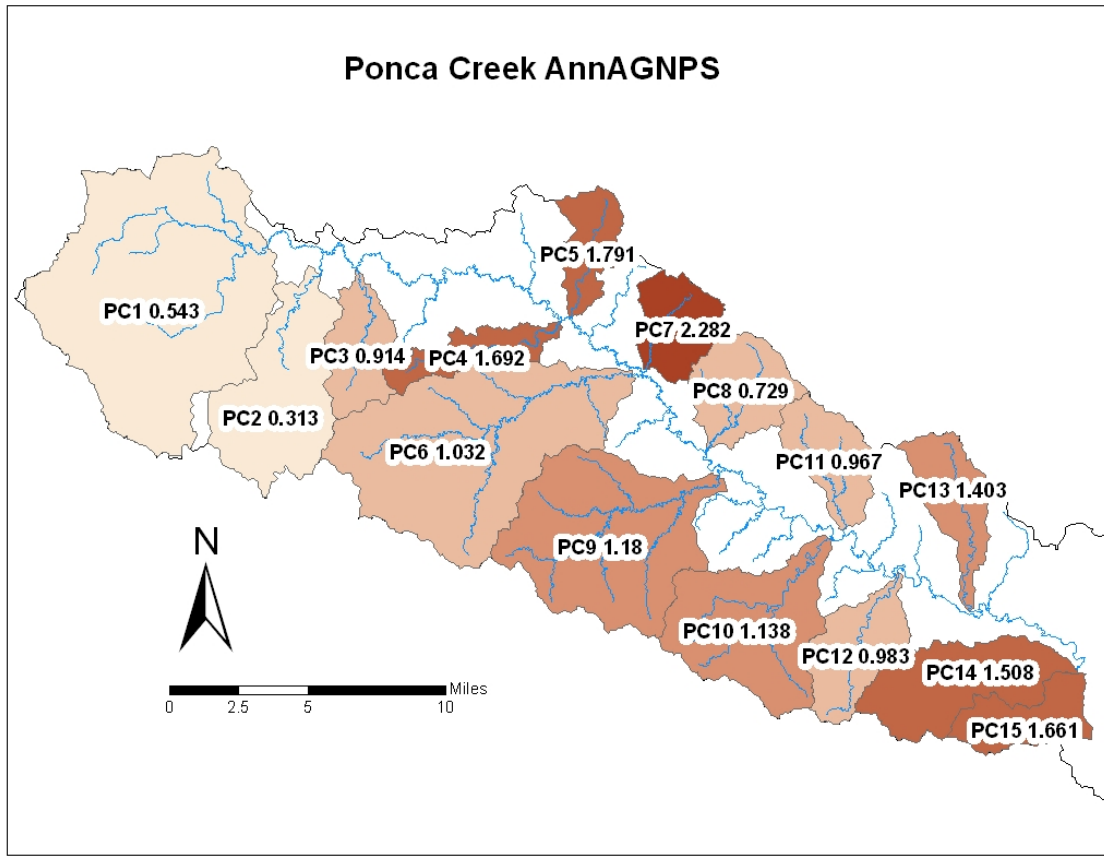 Ponca Creek AnnAGNPS
PC5 1.791
PC1 0.543
PC7 2.282
PC3 0.914
PC4 1.692
PC8 0.729
PC2 0.313
PC6 1.032
PC11 0.967
PC13 1.403
PC9 1.18
N
PC10 1.138
PC12 0.983
PC14 1.508
Miles
0 2.5 5 10
PC15 1.661